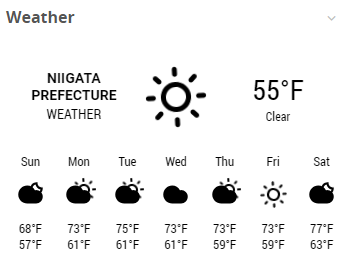 Weather
NIIGATA
PREFECTURE
WEATHER
55°F
Clear
Sun Mon Tue Wed Thu Fri Sat
68°F 73°F 75°F 73°F 73°F 73°F 77°F
57°F 61°F 61°F 61°F 59°F 59°F 63°F